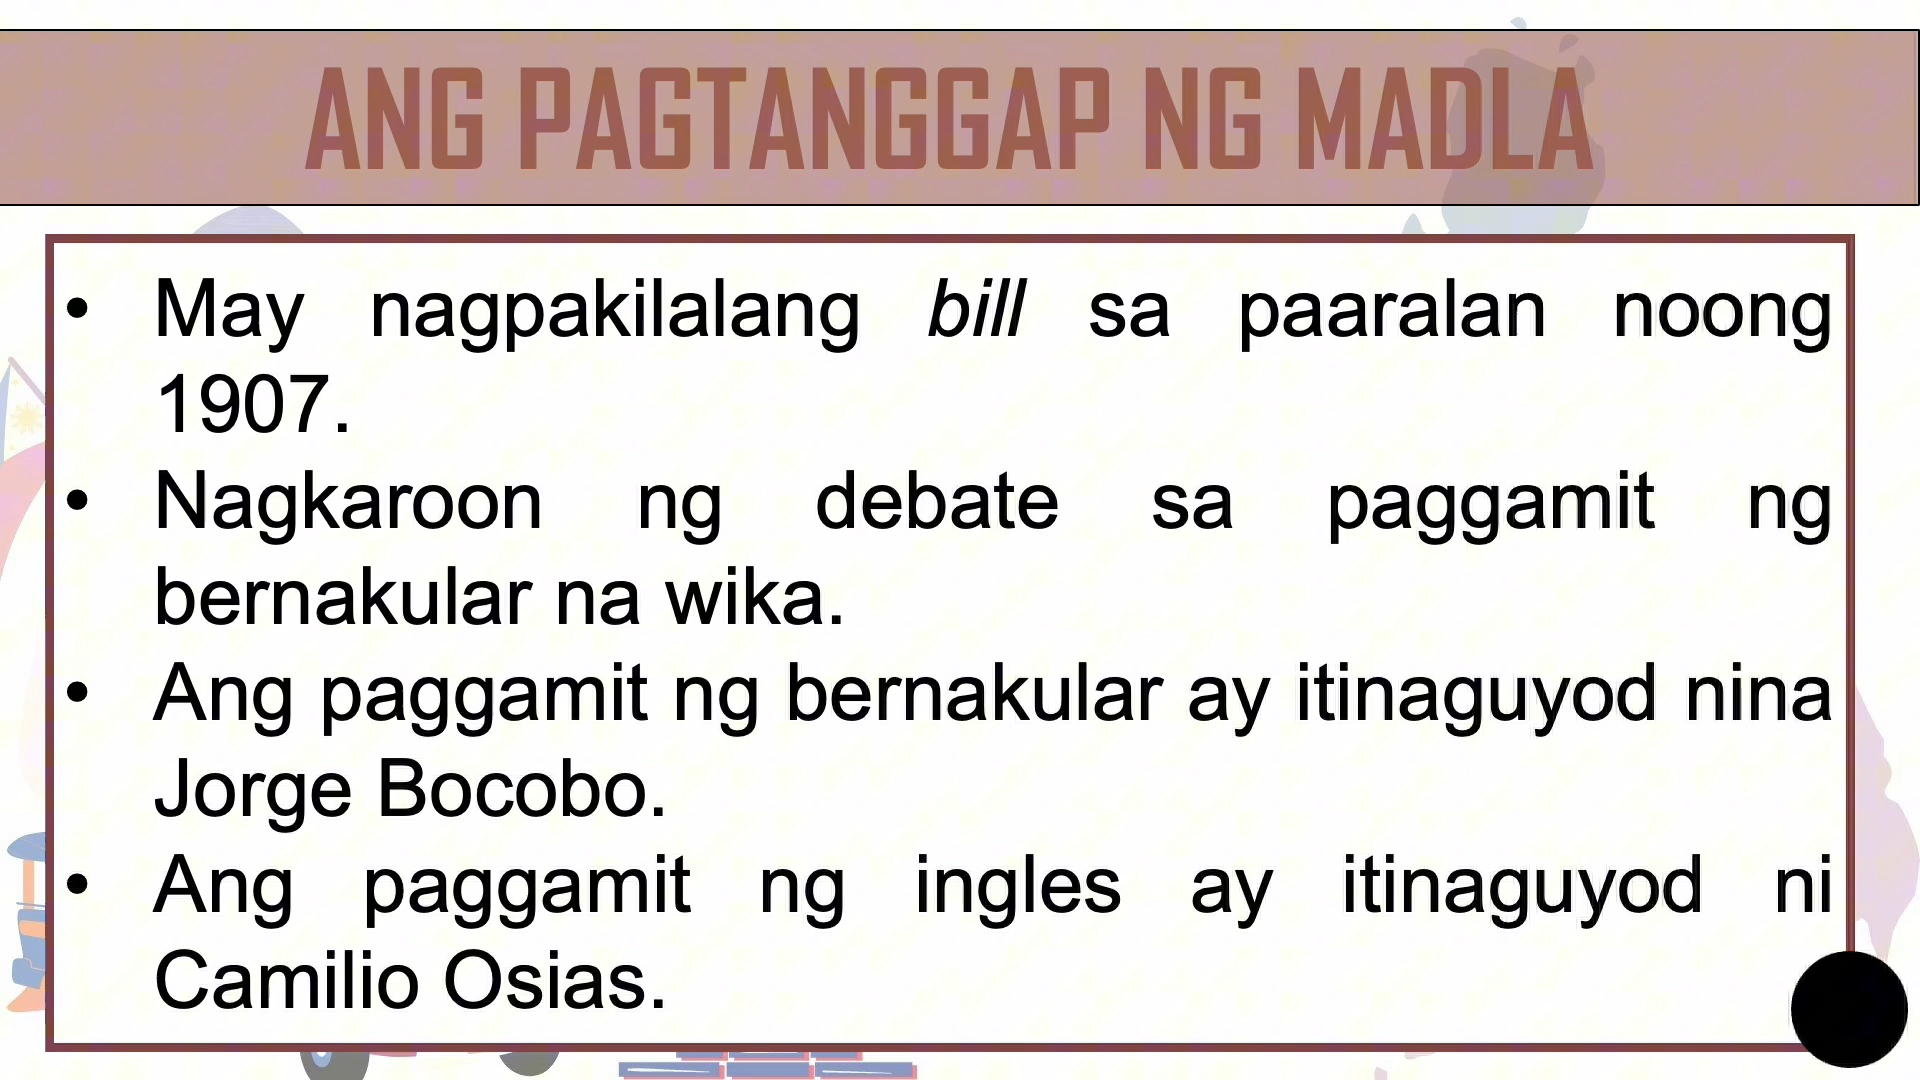 ANG PAGTANGGAP NG MADLA
• May nagpakilalang bill sa paaralan noong
1907.
• Nagkaroon ng debate sa paggamit ng
bernakular na wika.
• Ang paggamit ng bernakular ay itinaguyod nina
Jorge Bocobo.
• Ang paggamit ng ingles ay itinaguyod ni
Camilio Osias.